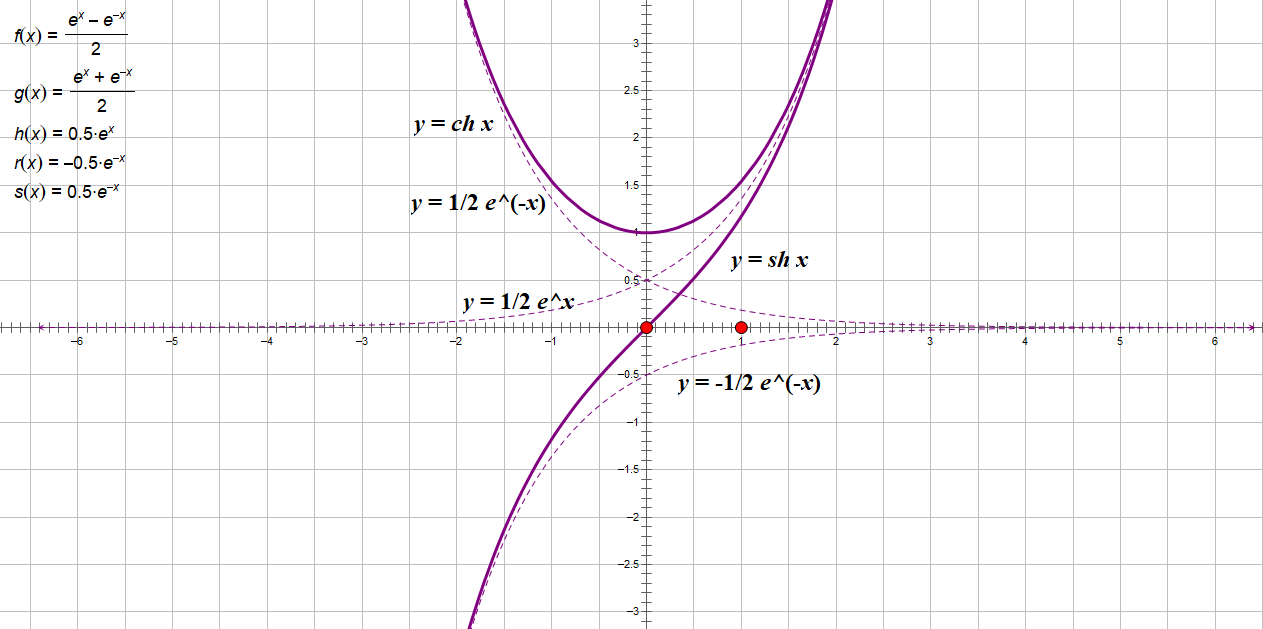 f(x) = (e^x – e^–x)/2
g(x) = (e^x + e^–x)/2
h(x) = 0.5·e^x
r(x) = –0.5·e^–x
s(x) = 0.5·e^–x
3
2.5
y = ch x
2
1.5
y = 1/2 e^(-x)
1
y = sh x
0.5
y = 1/2 e^x
–6 –5 –4 –3 –2 –1 1 2 3 4 5 6
–0.5
y = -1/2 e^(-x)
–1
–1.5
–2
–2.5
–3